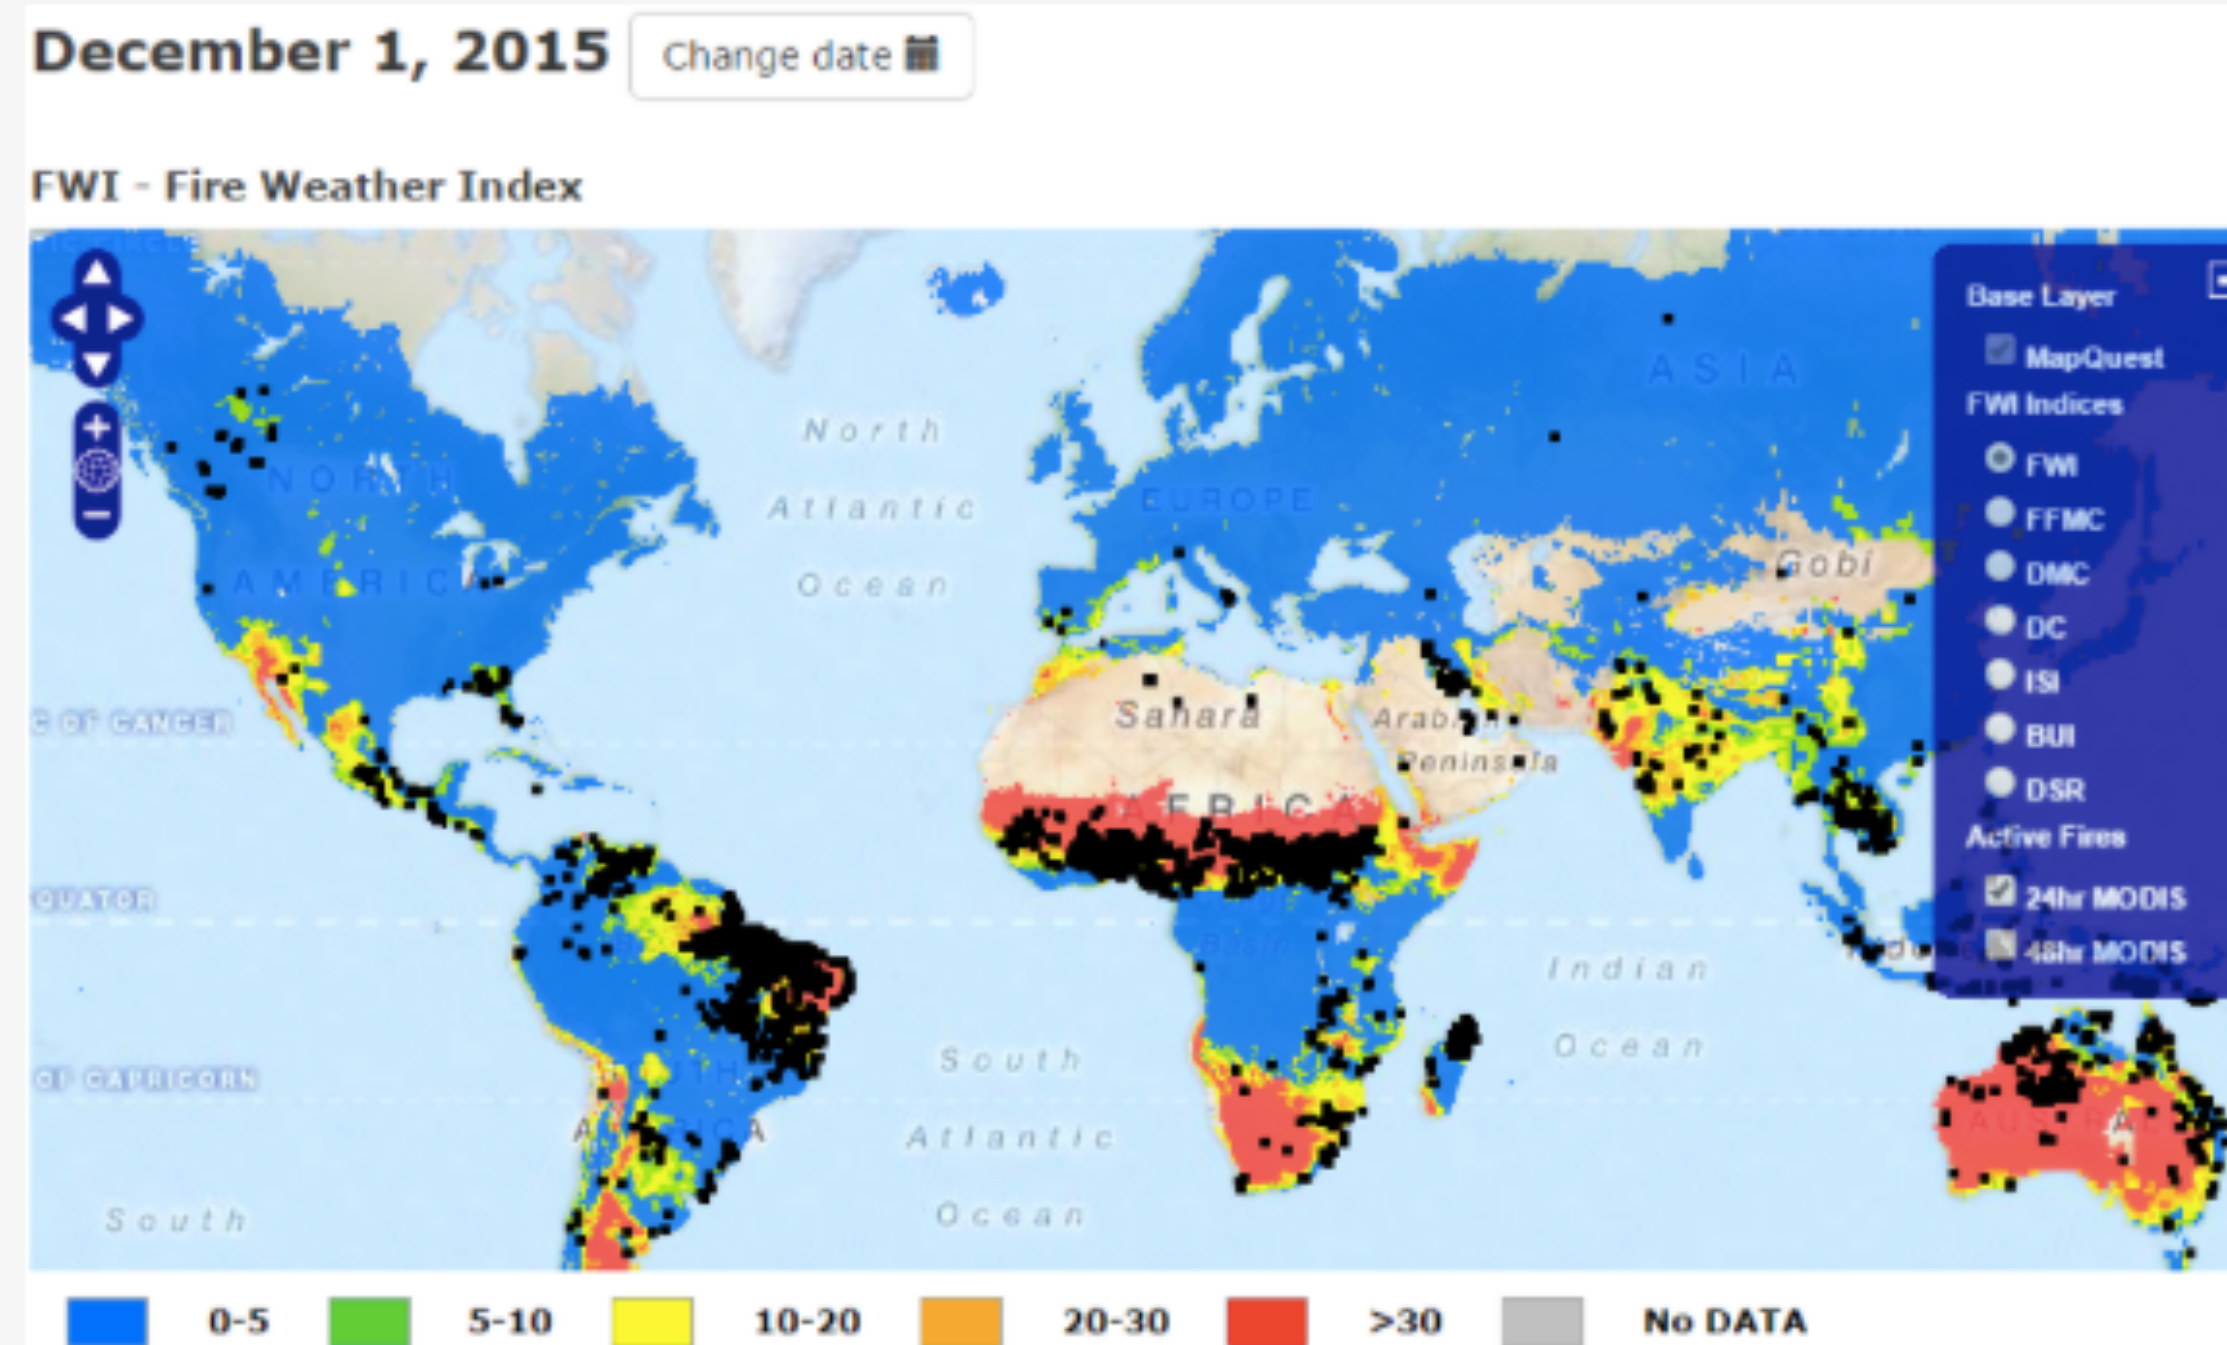 December 1, 2015 Change date
FWI - Fire Weather Index
Base Layer
MapQuest
FWI Indices
FWI
FFMC
DMC
DC
ISI
BUI
DSR
Active Fires
24hr MODIS
48hr MODIS
ASIA
North
Atlantic
Ocean
NORTH
AMERICA
EUROPE
Gobi
C OF CANCER
Sahara
Arabian
Peninsula
AFRICA
QUATOR
Basin
Indian
Ocean
OF CAPRICORN
South
Atlantic
Ocean
South
0-5 5-10 10-20 20-30 >30 No DATA